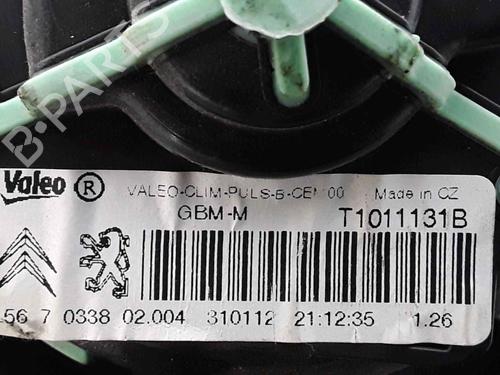 B-PARTS
Valeo ® VALEO-CLIM-PULS-B-CEM 00 Made in CZ
GBM-M T1011131B
56 7 0338 02.004 310112 21:12:35 1.26